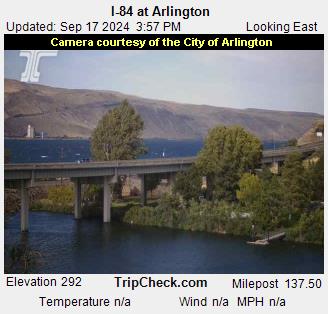 I-84 at Arlington
Updated: Sep 17 2024 3:57 PM Looking East
Camera courtesy of the City of Arlington
Elevation 292 TripCheck.com Milepost 137.50
Temperature n/a Wind n/a MPH n/a